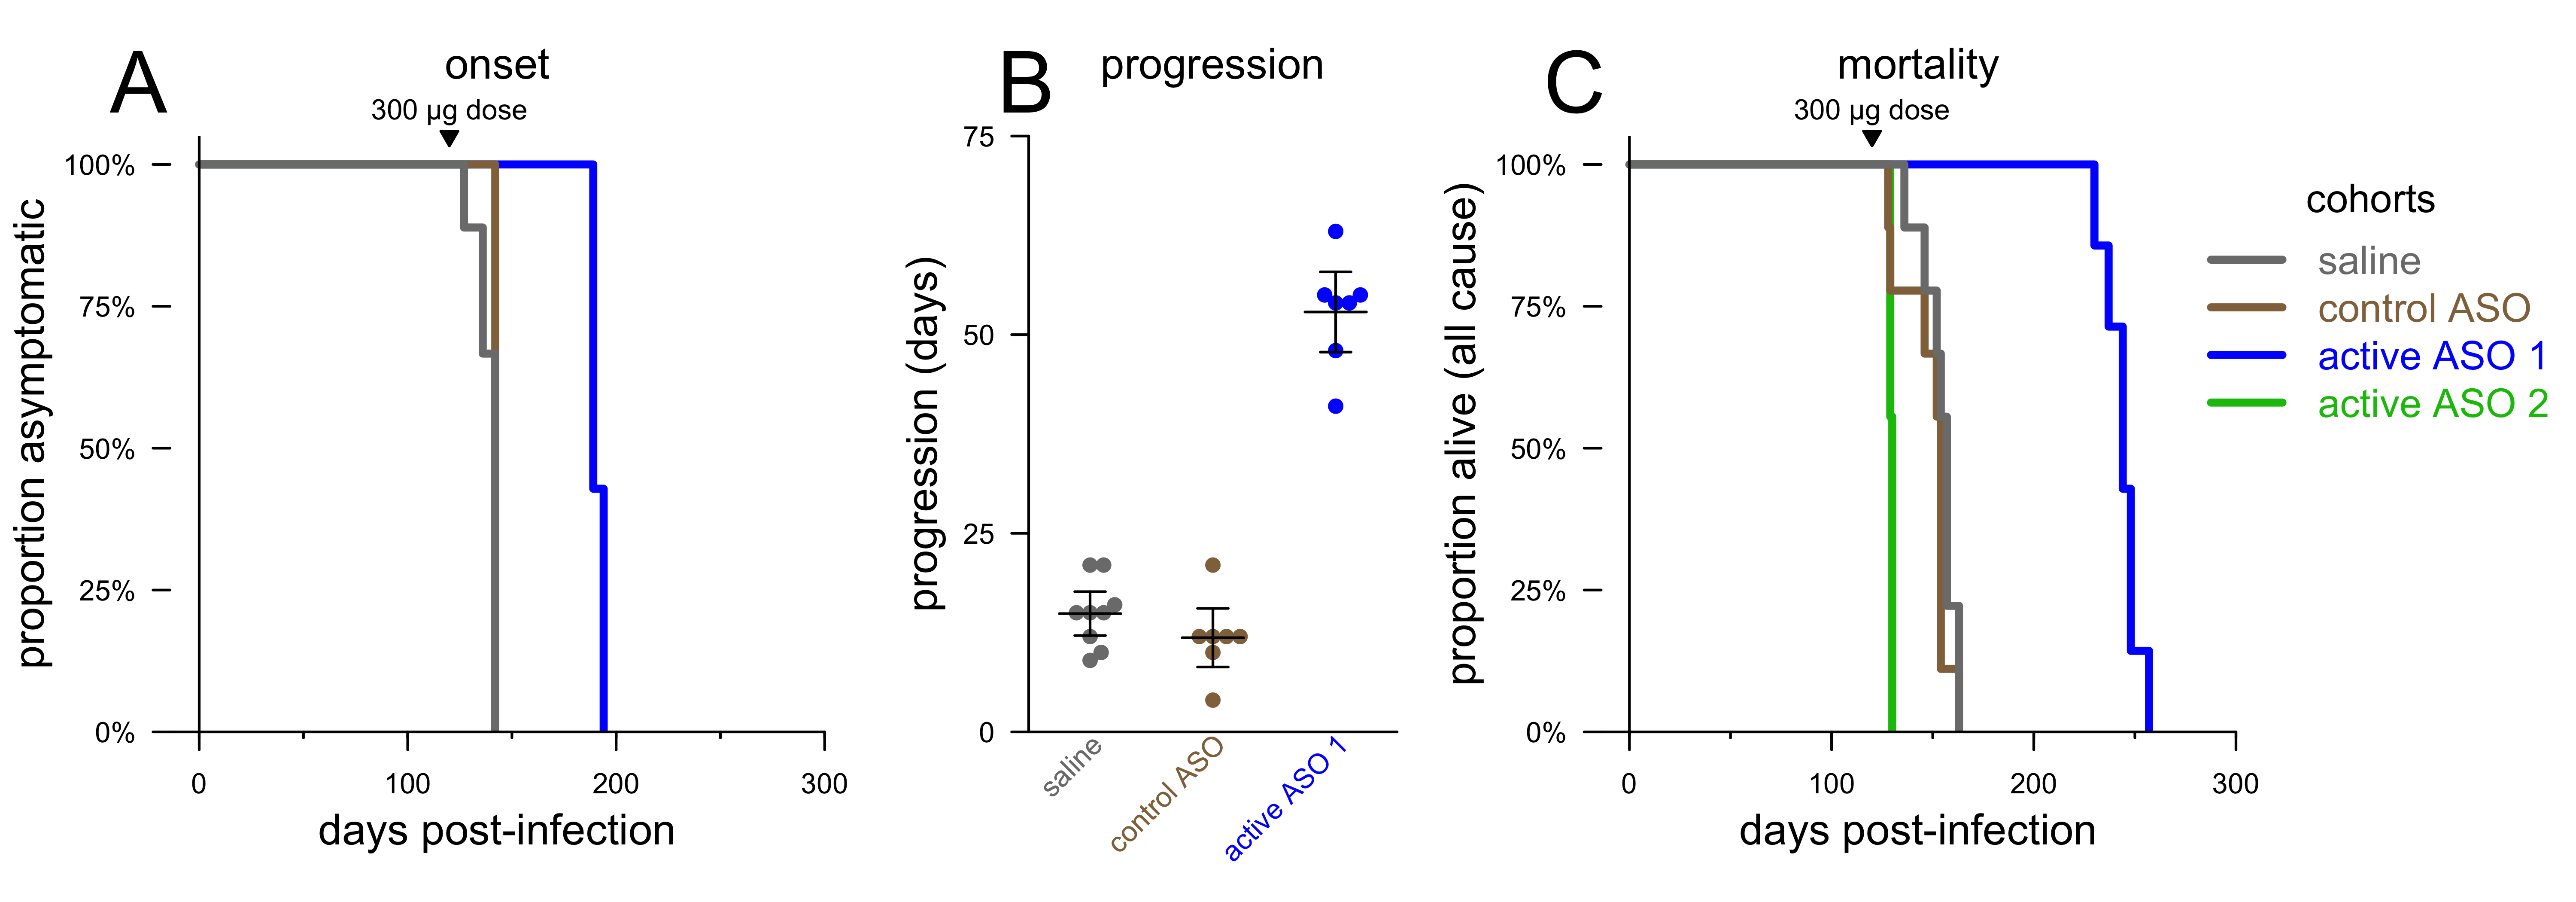 A
onset
300 µg dose
proportion asymptomatic
100%
75%
50%
25%
0%
0
100
200
300
days post-infection
B
progression
progression (days)
75
50
25
0
saline
control ASO
active ASO 1
C
mortality
300 µg dose
proportion alive (all cause)
100%
75%
50%
25%
0%
0
100
200
300
days post-infection
cohorts
saline
control ASO
active ASO 1
active ASO 2